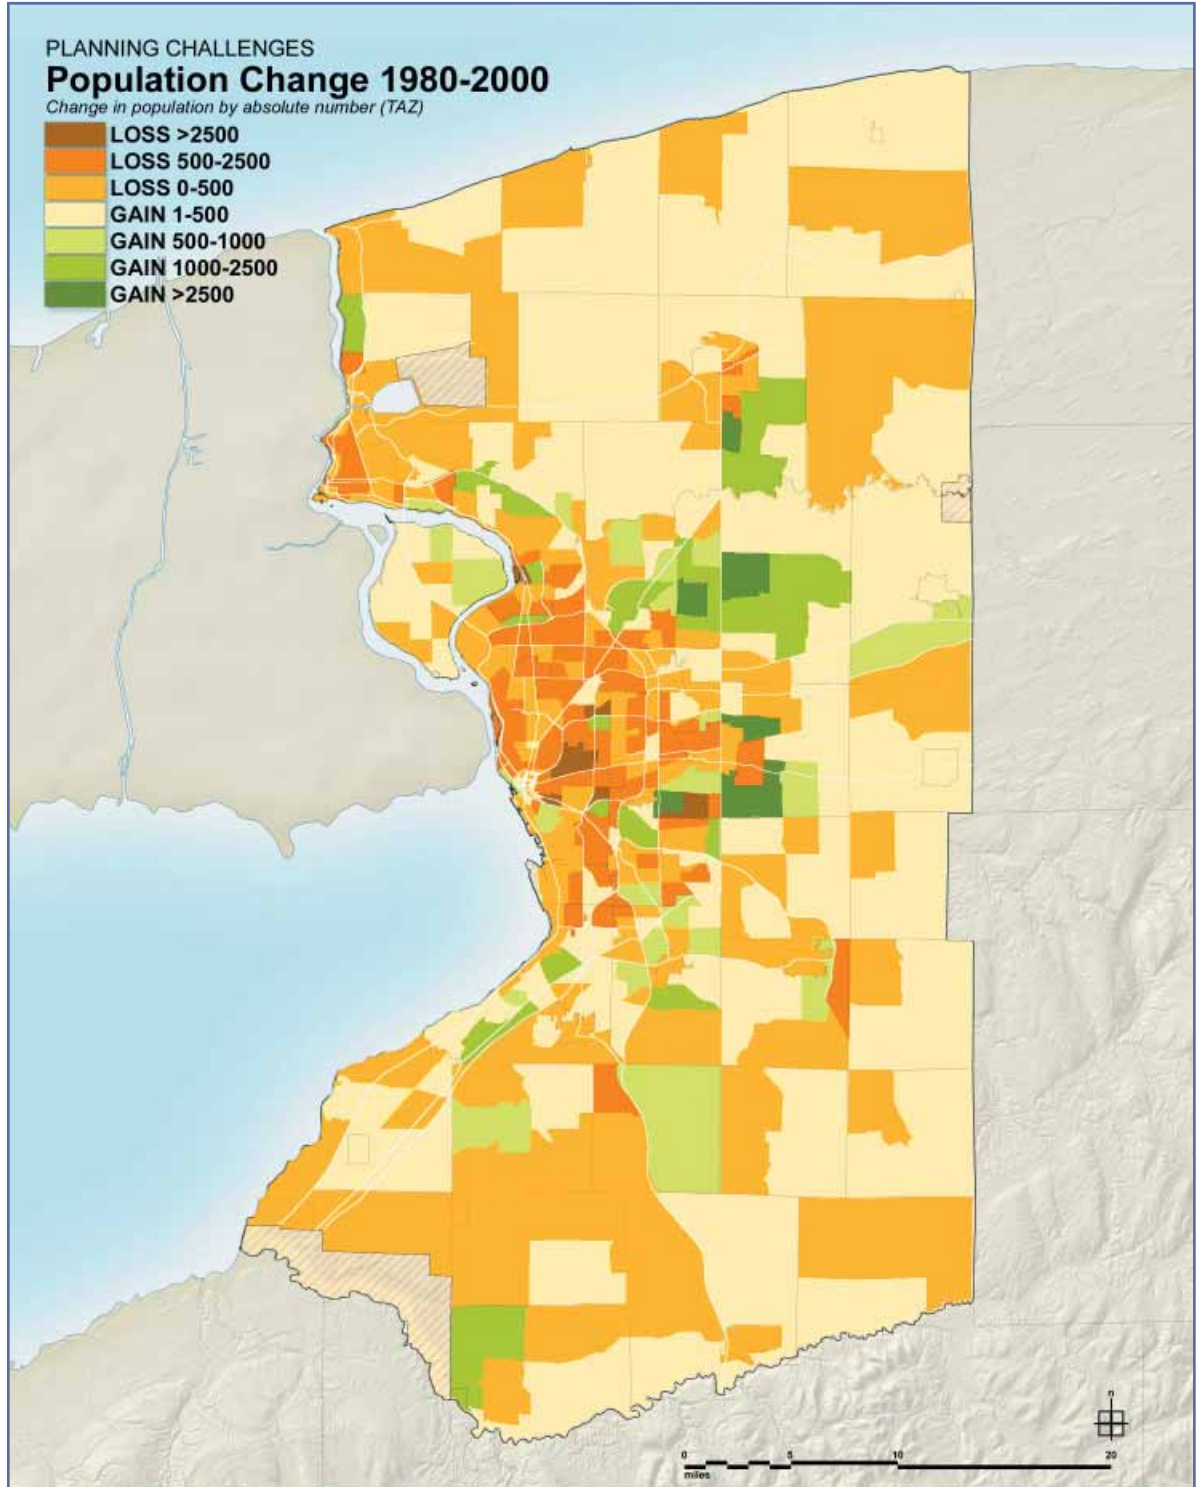 PLANNING CHALLENGES
Population Change 1980-2000
Change in population by absolute number (TAZ)
LOSS >2500
LOSS 500-2500
LOSS 0-500
GAIN 1-500
GAIN 500-1000
GAIN 1000-2500
GAIN >2500
n
0 5 10 20
miles